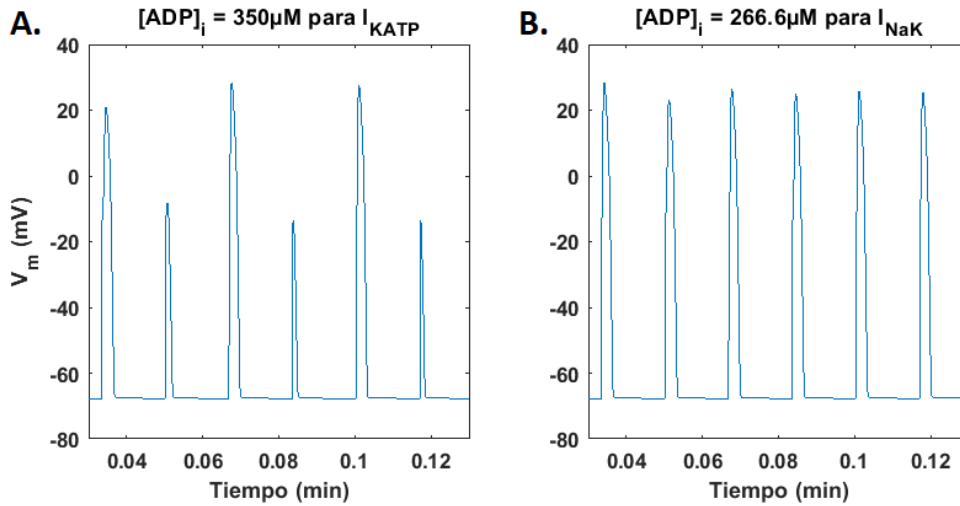 A.
[ADP]i = 350µM para IKATP
V_m (mV)
40
20
0
-20
-40
-60
-80
0.04 0.06 0.08 0.1 0.12
Tiempo (min)
B.
[ADP]i = 266.6µM para INaK
40
20
0
-20
-40
-60
-80
0.04 0.06 0.08 0.1 0.12
Tiempo (min)